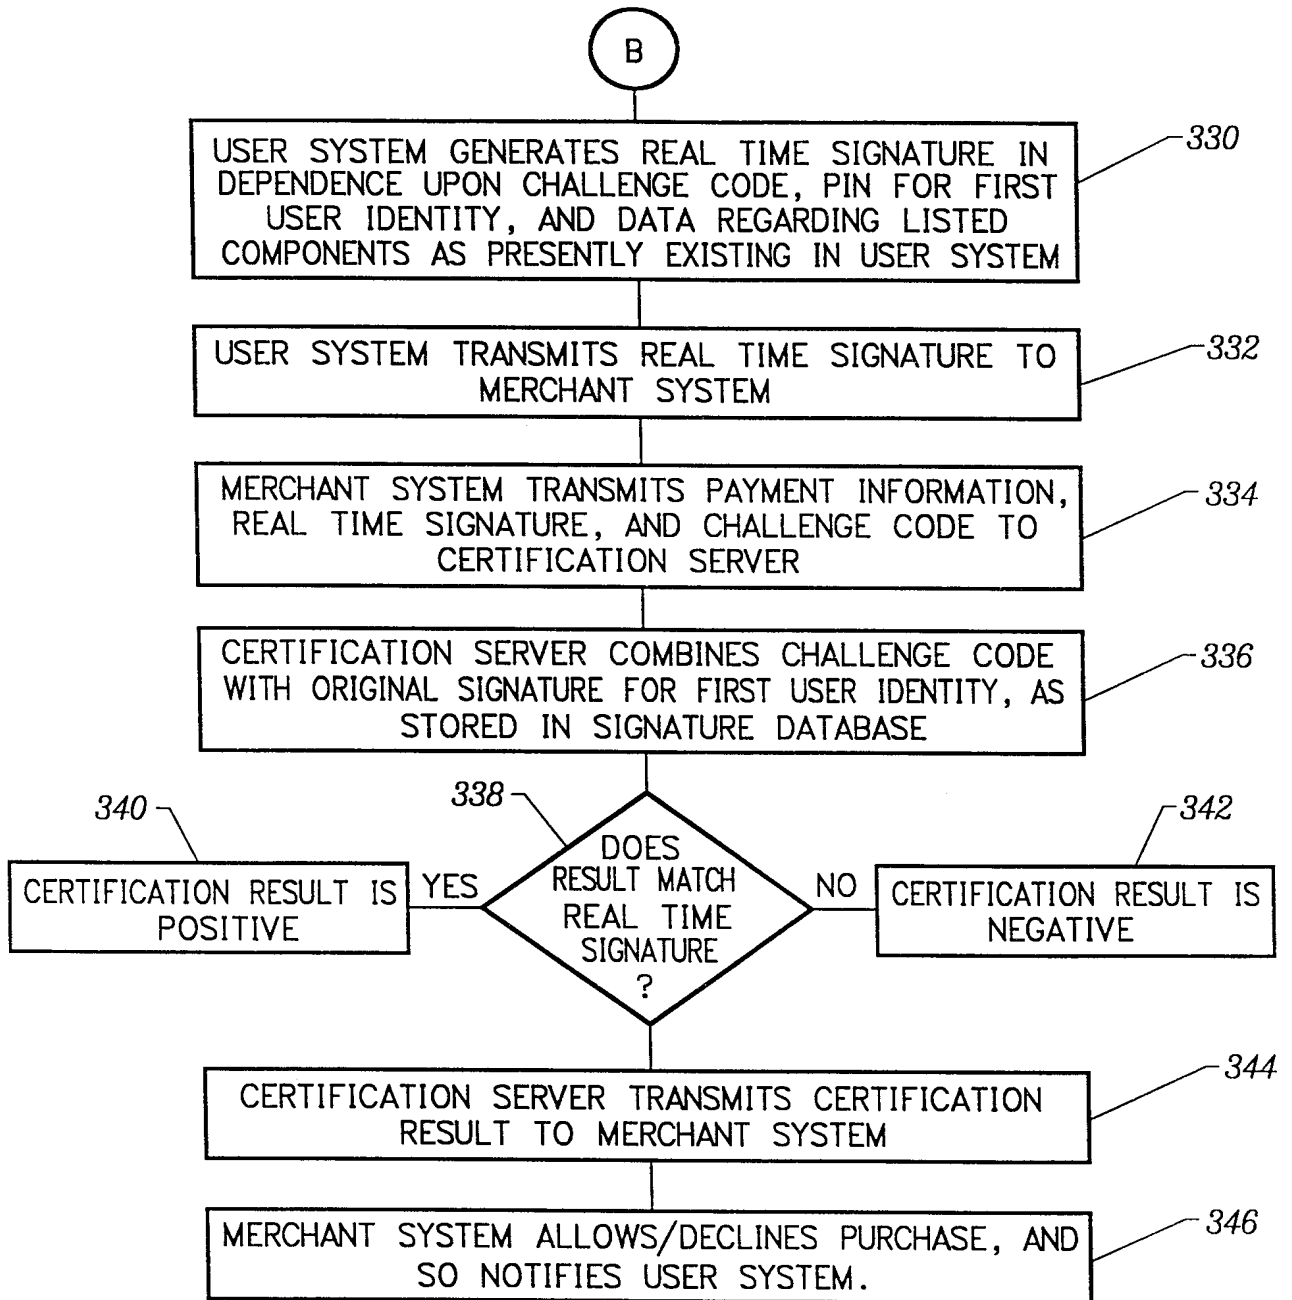 B
USER SYSTEM GENERATES REAL TIME SIGNATURE IN
DEPENDENCE UPON CHALLENGE CODE, PIN FOR FIRST
USER IDENTITY, AND DATA REGARDING LISTED
COMPONENTS AS PRESENTLY EXISTING IN USER SYSTEM
330
USER SYSTEM TRANSMITS REAL TIME SIGNATURE TO
MERCHANT SYSTEM
332
MERCHANT SYSTEM TRANSMITS PAYMENT INFORMATION,
REAL TIME SIGNATURE, AND CHALLENGE CODE TO
CERTIFICATION SERVER
334
CERTIFICATION SERVER COMBINES CHALLENGE CODE
WITH ORIGINAL SIGNATURE FOR FIRST USER IDENTITY, AS
STORED IN SIGNATURE DATABASE
336
338
DOES
RESULT MATCH
REAL TIME
SIGNATURE
?
340
YES
CERTIFICATION RESULT IS
POSITIVE
342
NO
CERTIFICATION RESULT IS
NEGATIVE
CERTIFICATION SERVER TRANSMITS CERTIFICATION
RESULT TO MERCHANT SYSTEM
344
MERCHANT SYSTEM ALLOWS/DECLINES PURCHASE, AND
SO NOTIFIES USER SYSTEM.
346